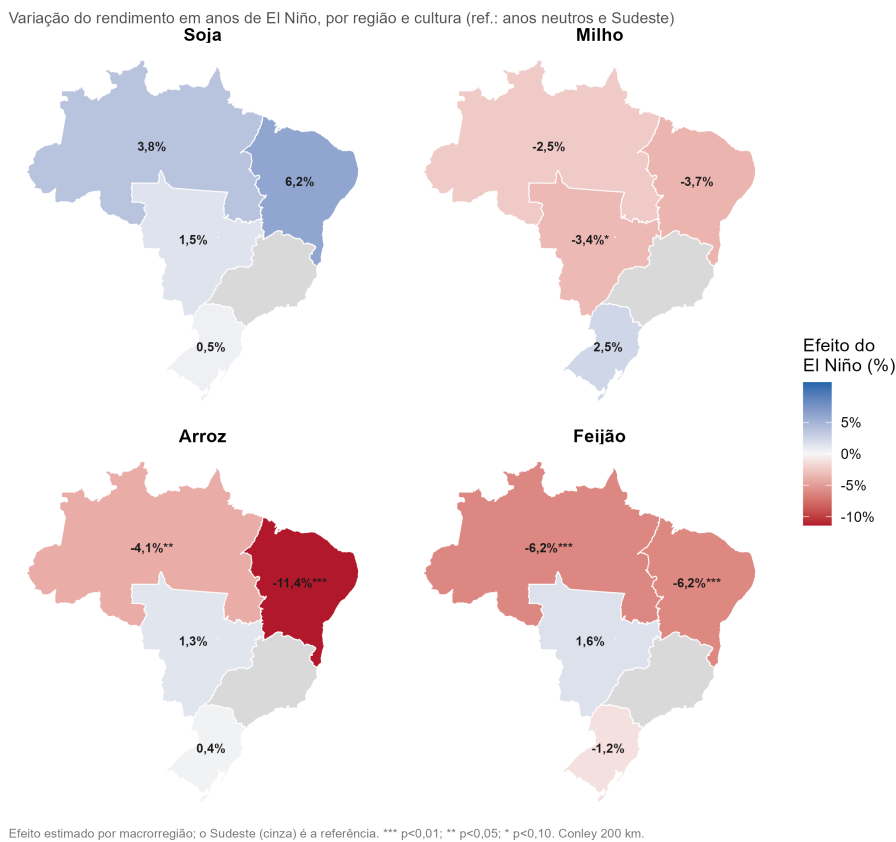 Variação do rendimento em anos de El Niño, por região e cultura (ref.: anos neutros e Sudeste)
Soja
3,8%
6,2%
1,5%
0,5%
Milho
-2,5%
-3,7%
-3,4%*
2,5%
Efeito do
El Niño (%)
5%
0%
-5%
-10%
Arroz
-4,1%**
-11,4%***
1,3%
0,4%
Feijão
-6,2%***
-6,2%***
1,6%
-1,2%
Efeito estimado por macrorregião; o Sudeste (cinza) é a referência. *** p<0,01; ** p<0,05; * p<0,10. Conley 200 km.